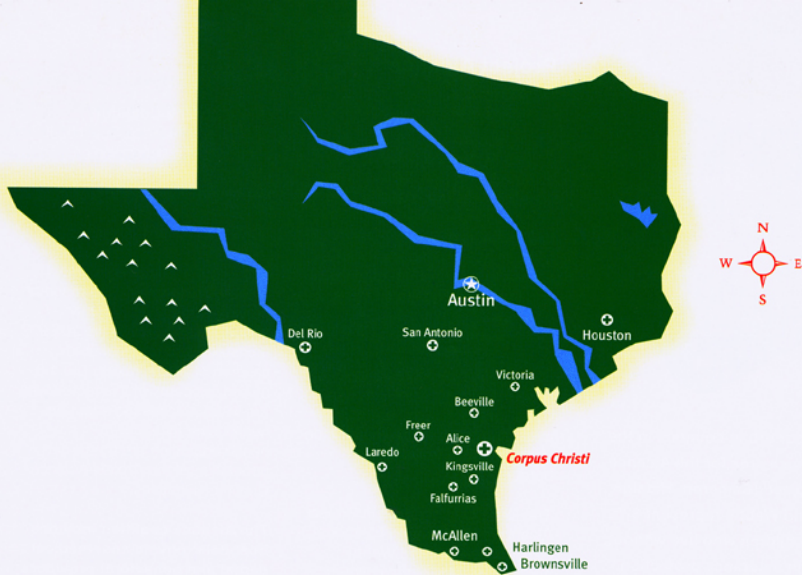 N
W E
S
Austin
Houston
Del Rio
San Antonio
Victoria
Beeville
Freer
Alice
Laredo
Corpus Christi
Kingsville
Falfurrias
McAllen
Harlingen
Brownsville